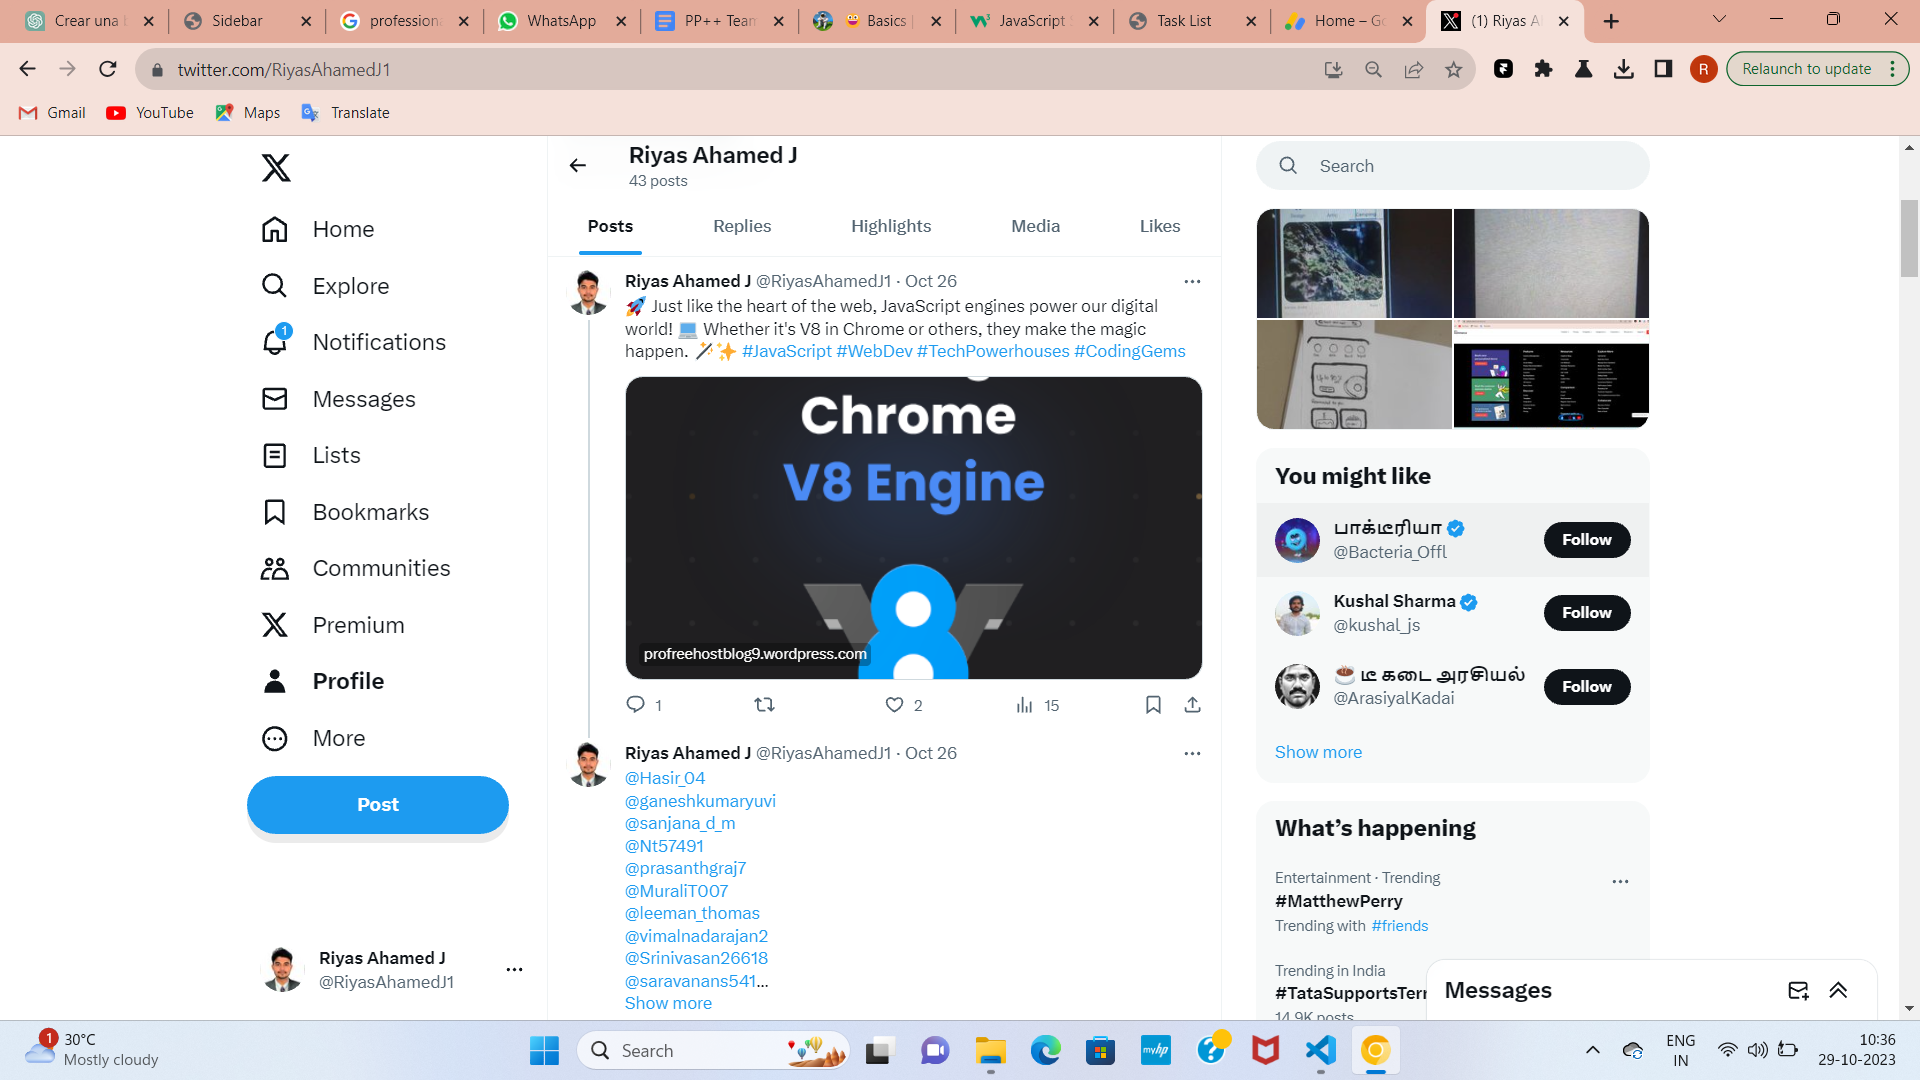 Crear una
Sidebar
professiona
WhatsApp
PP++ Team
Basics |
JavaScript
Task List
Home – Go
(1) Riyas A
twitter.com/RiyasAhamedJ1
R
Relaunch to update
Gmail
YouTube
Maps
Translate
Home
Explore
1
Notifications
Messages
Lists
Bookmarks
Communities
Premium
Profile
More
Post
Riyas Ahamed J
@RiyasAhamedJ1
Riyas Ahamed J
43 posts
Posts
Replies
Highlights
Media
Likes
Riyas Ahamed J @RiyasAhamedJ1 · Oct 26
🚀 Just like the heart of the web, JavaScript engines power our digital
world! 💻 Whether it's V8 in Chrome or others, they make the magic
happen. 🪄✨ #JavaScript #WebDev #TechPowerhouses #CodingGems
Chrome
V8 Engine
profreehostblog9.wordpress.com
1
2
15
Riyas Ahamed J @RiyasAhamedJ1 · Oct 26
@Hasir_04
@ganeshkumaryuvi
@sanjana_d_m
@Nt57491
@prasanthgraj7
@MuraliT007
@leeman_thomas
@vimalnadarajan2
@Srinivasan26618
@saravanans541...
Show more
Search
You might like
பாக்டீரியா
@Bacteria_Offl
Follow
Kushal Sharma
@kushal_js
Follow
☕ டீ கடை அரசியல்
@ArasiyalKadai
Follow
Show more
What's happening
Entertainment · Trending
#MatthewPerry
Trending with #friends
Trending in India
#TataSupportsTerr
14.9K posts
Messages
1
30°C
Mostly cloudy
Search
myhp
ENG
IN
10:36
29-10-2023